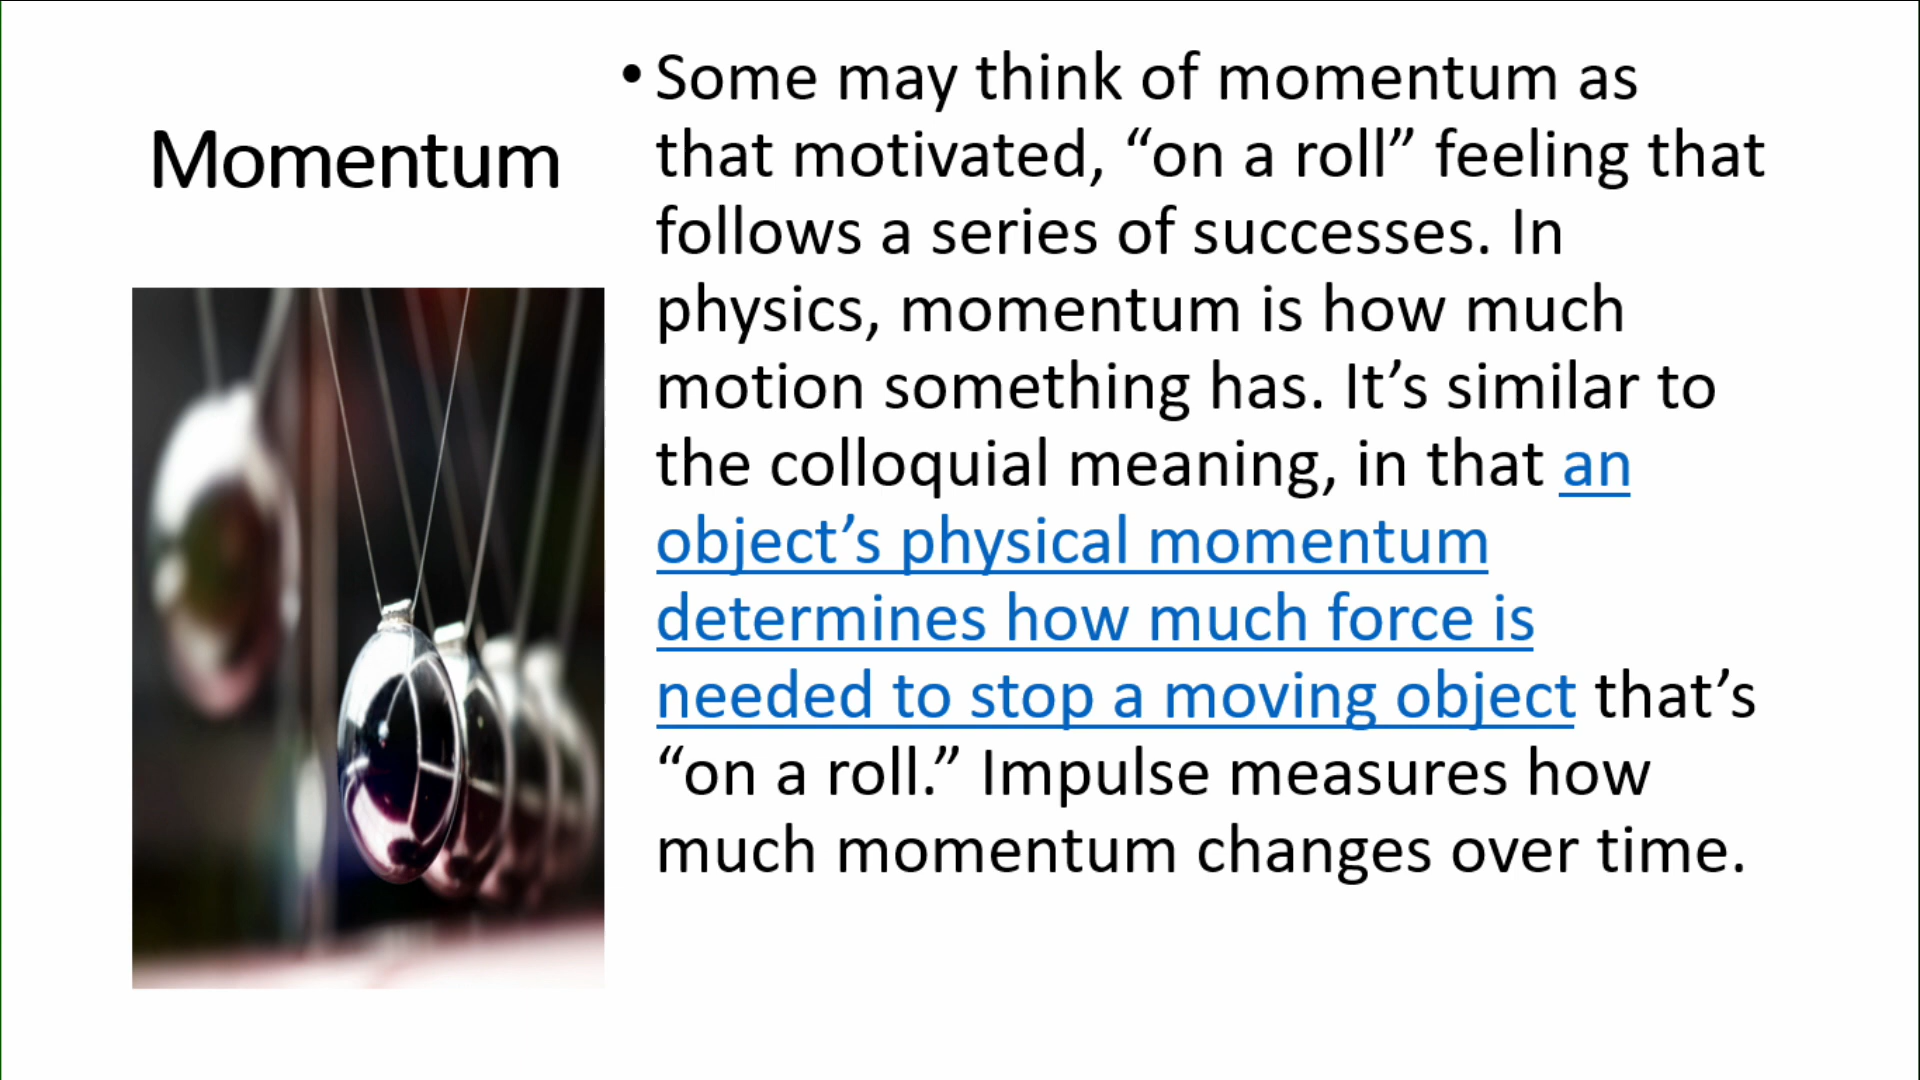 Momentum
• Some may think of momentum as
that motivated, “on a roll” feeling that
follows a series of successes. In
physics, momentum is how much
motion something has. It’s similar to
the colloquial meaning, in that an
object’s physical momentum
determines how much force is
needed to stop a moving object that’s
“on a roll.” Impulse measures how
much momentum changes over time.